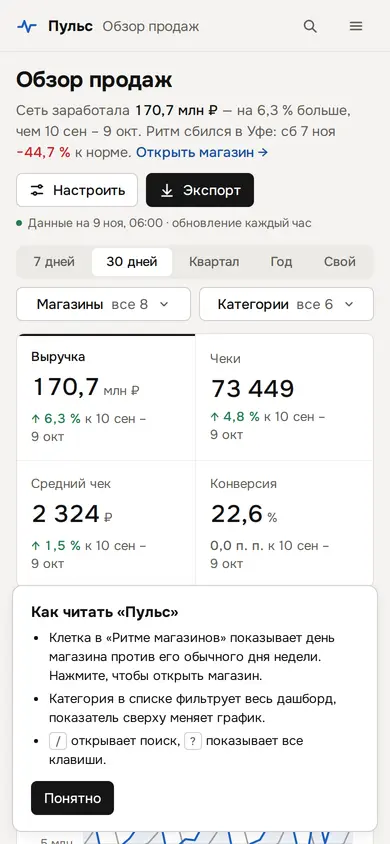 Пульс Обзор продаж
Обзор продаж
Сеть заработала 170,7 млн ₽ — на 6,3 % больше,
чем 10 сен – 9 окт. Ритм сбился в Уфе: сб 7 ноя
−44,7 % к норме. Открыть магазин →
Настроить
Экспорт
Данные на 9 ноя, 06:00 · обновление каждый час
7 дней 30 дней Квартал Год Свой
Магазины все 8
Категории все 6
Выручка
170,7 млн ₽
↑ 6,3 % к 10 сен –
9 окт
Чеки
73 449
↑ 4,8 % к 10 сен –
9 окт
Средний чек
2 324 ₽
↑ 1,5 % к 10 сен –
9 окт
Конверсия
22,6 %
0,0 п. п. к 10 сен –
9 окт
Как читать «Пульс»
• Клетка в «Ритме магазинов» показывает день
магазина против его обычного дня недели.
Нажмите, чтобы открыть магазин.
• Категория в списке фильтрует весь дашборд,
показатель сверху меняет график.
• / открывает поиск, ? показывает все
клавиши.
Понятно
5 млн